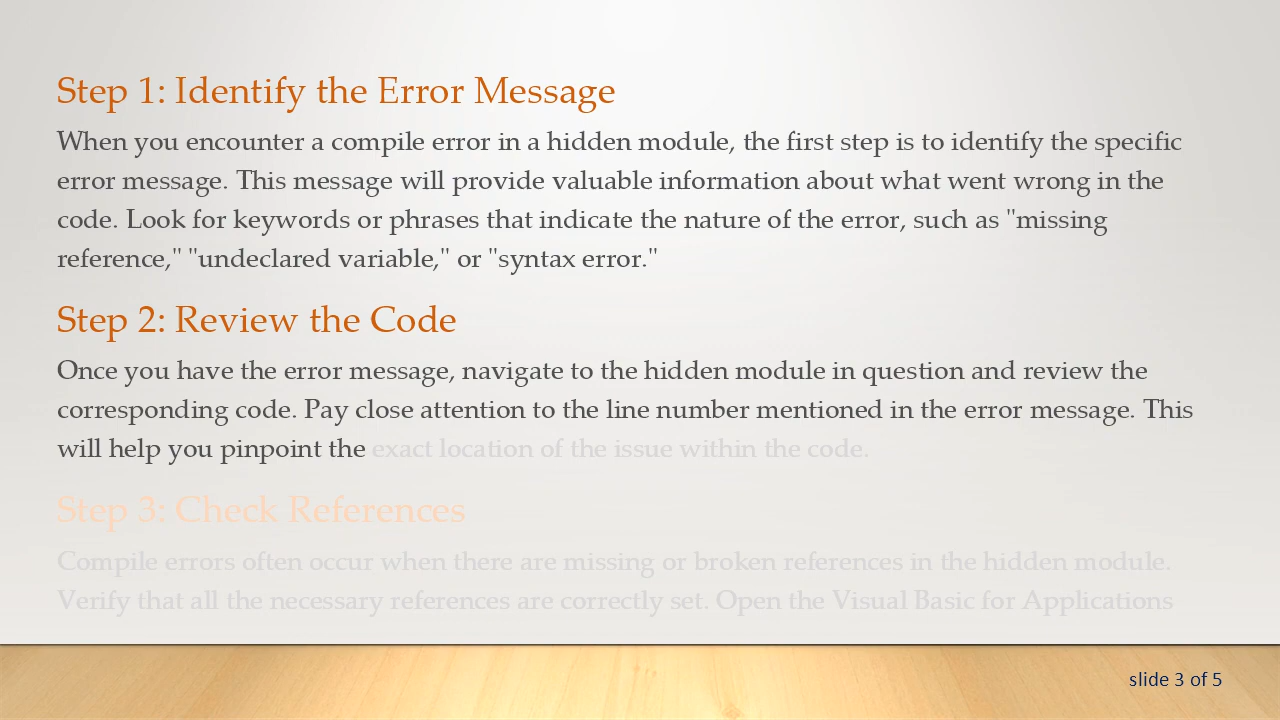 Step 1: Identify the Error Message
When you encounter a compile error in a hidden module, the first step is to identify the specific
error message. This message will provide valuable information about what went wrong in the
code. Look for keywords or phrases that indicate the nature of the error, such as "missing
reference," "undeclared variable," or "syntax error."
Step 2: Review the Code
Once you have the error message, navigate to the hidden module in question and review the
corresponding code. Pay close attention to the line number mentioned in the error message. This
will help you pinpoint the exact location of the issue within the code.
Step 3: Check References
Compile errors often occur when there are missing or broken references in the hidden module.
Verify that all the necessary references are correctly set. Open the Visual Basic for Applications
slide 3 of 5